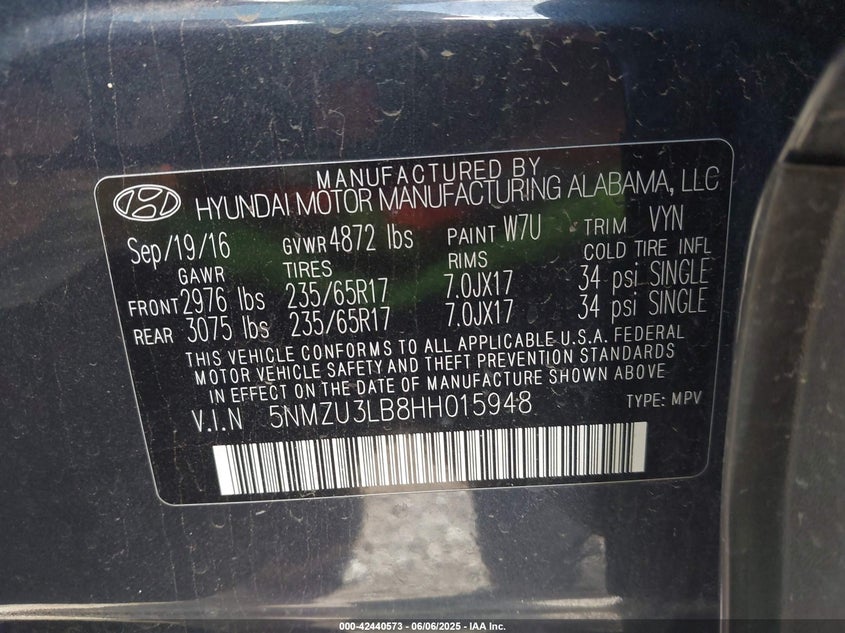 MANUFACTURED BY
HYUNDAI MOTOR MANUFACTURING ALABAMA, LLC
Sep/19/16 GVWR 4872 lbs PAINT W7U TRIM VYN
GAWR TIRES RIMS COLD TIRE INFL
FRONT 2976 lbs 235/65R17 7.0JX17 34 psi SINGLE
REAR 3075 lbs 235/65R17 7.0JX17 34 psi SINGLE
THIS VEHICLE CONFORMS TO ALL APPLICABLE U.S.A. FEDERAL
MOTOR VEHICLE SAFETY AND THEFT PREVENTION STANDARDS
IN EFFECT ON THE DATE OF MANUFACTURE SHOWN ABOVE
V.I.N 5NMZU3LB8HH015948 TYPE: MPV
000-42440573 - 06/06/2025 - IAA Inc.